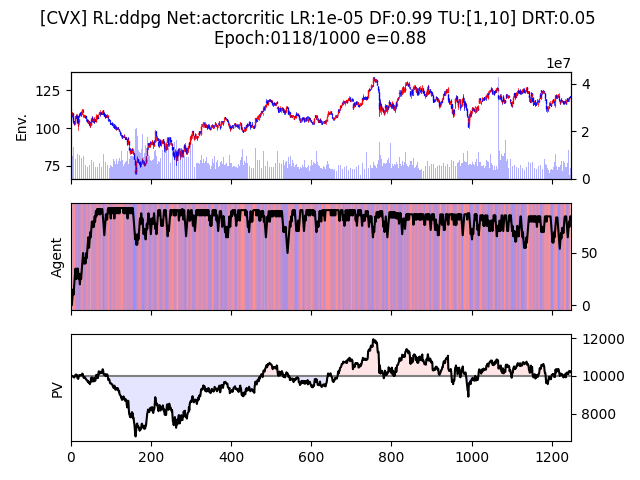 [CVX] RL:ddpg Net:actorcritic LR:1e-05 DF:0.99 TU:[1,10] DRT:0.05
Epoch:0118/1000 e=0.88
1e7
125
100
75
Env.
4
2
0
Agent
50
0
PV
12000
10000
8000
0 200 400 600 800 1000 1200